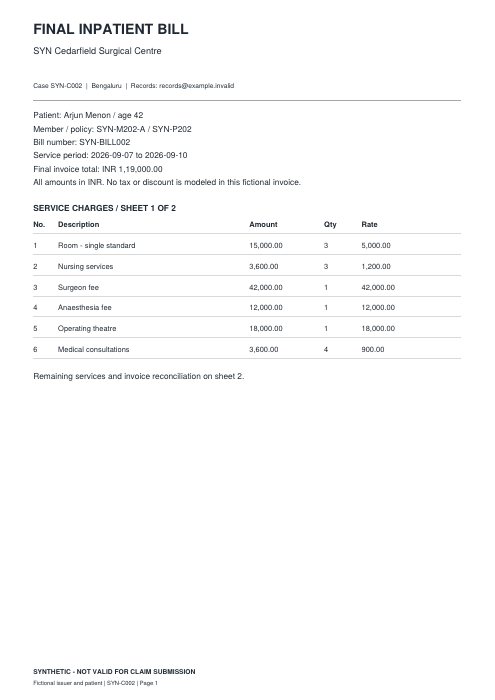 FINAL INPATIENT BILL
SYN Cedarfield Surgical Centre
Case SYN-C002 | Bengaluru | Records: records@example.invalid
Patient: Arjun Menon / age 42
Member / policy: SYN-M202-A / SYN-P202
Bill number: SYN-BILL002
Service period: 2026-09-07 to 2026-09-10
Final invoice total: INR 1,19,000.00
All amounts in INR. No tax or discount is modeled in this fictional invoice.
SERVICE CHARGES / SHEET 1 OF 2
No. Description Amount Qty Rate
1 Room - single standard 15,000.00 3 5,000.00
2 Nursing services 3,600.00 3 1,200.00
3 Surgeon fee 42,000.00 1 42,000.00
4 Anaesthesia fee 12,000.00 1 12,000.00
5 Operating theatre 18,000.00 1 18,000.00
6 Medical consultations 3,600.00 4 900.00
Remaining services and invoice reconciliation on sheet 2.
SYNTHETIC - NOT VALID FOR CLAIM SUBMISSION
Fictional issuer and patient | SYN-C002 | Page 1